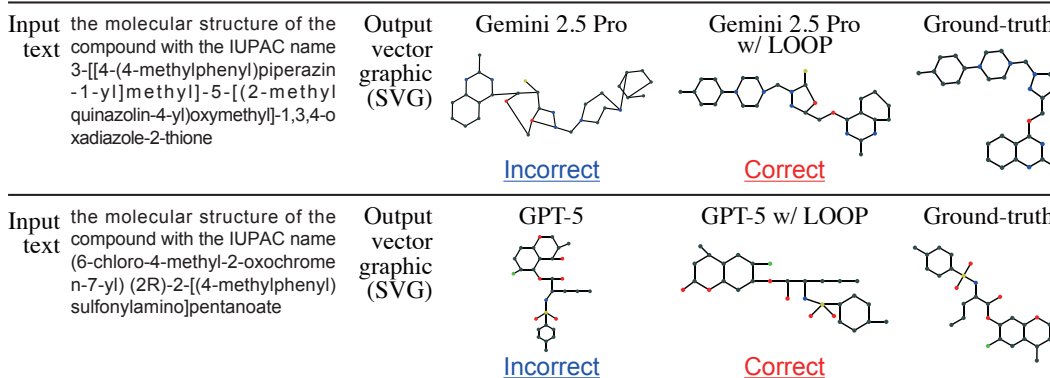 Input text
the molecular structure of the
compound with the IUPAC name
3-[[4-(4-methylphenyl)piperazin
-1-yl]methyl]-5-[(2-methyl
quinazolin-4-yl)oxymethyl]-1,3,4-o
xadiazole-2-thione
Output
vector
graphic
(SVG)
Gemini 2.5 Pro
Incorrect
Gemini 2.5 Pro
w/ LOOP
Correct
Ground-truth
Input text
the molecular structure of the
compound with the IUPAC name
(6-chloro-4-methyl-2-oxochrome
n-7-yl) (2R)-2-[(4-methylphenyl)
sulfonylamino]pentanoate
Output
vector
graphic
(SVG)
GPT-5
Incorrect
GPT-5 w/ LOOP
Correct
Ground-truth